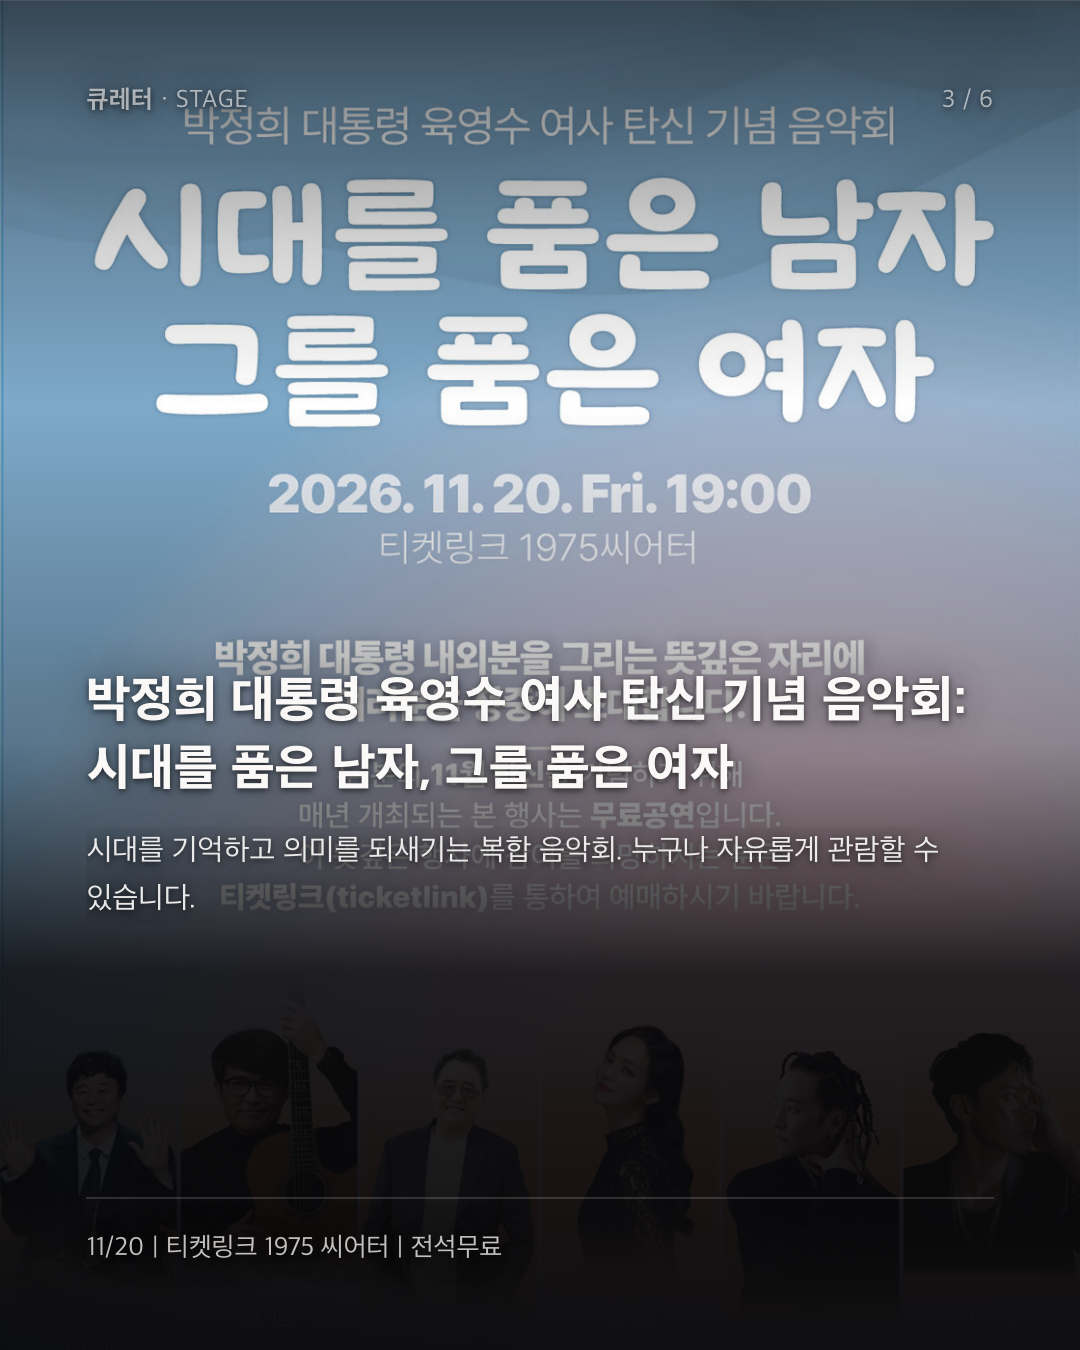 큐레터 · STAGE
3 / 6
박정희 대통령 육영수 여사 탄신 기념 음악회
시대를 품은 남자
그를 품은 여자
2026. 11. 20. Fri. 19:00
티켓링크 1975씨어터
박정희 대통령 내외분을 그리는 뜻깊은 자리에
박정희 대통령 육영수 여사 탄신 기념 음악회:
시대를 품은 남자, 그를 품은 여자
매년 개최되는 본 행사는 무료공연입니다.
시대를 기억하고 의미를 되새기는 복합 음악회. 누구나 자유롭게 관람할 수
있습니다.
티켓링크(ticketlink)를 통하여 예매하시기 바랍니다.
11/20 | 티켓링크 1975 씨어터 | 전석무료